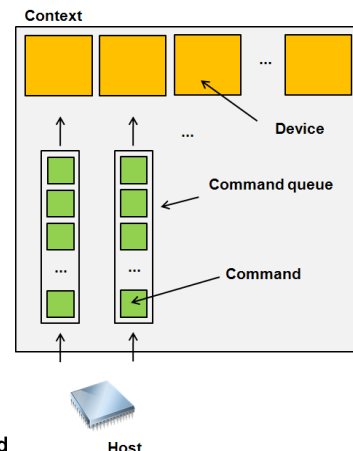 Context
...
Device
...
Command queue
... ...
Command
d
Host